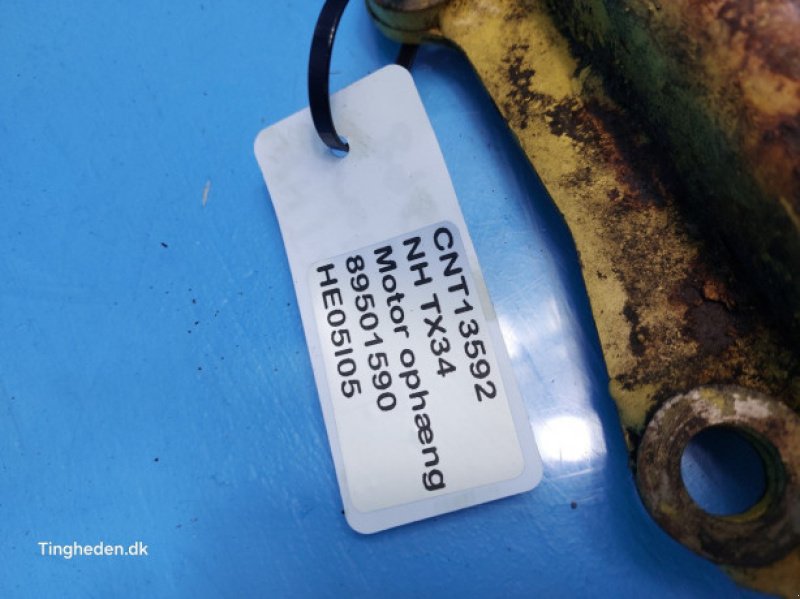 CNT13592
NH TX34
Motor ophæng
89501590
HE05I05
Tingheden.dk